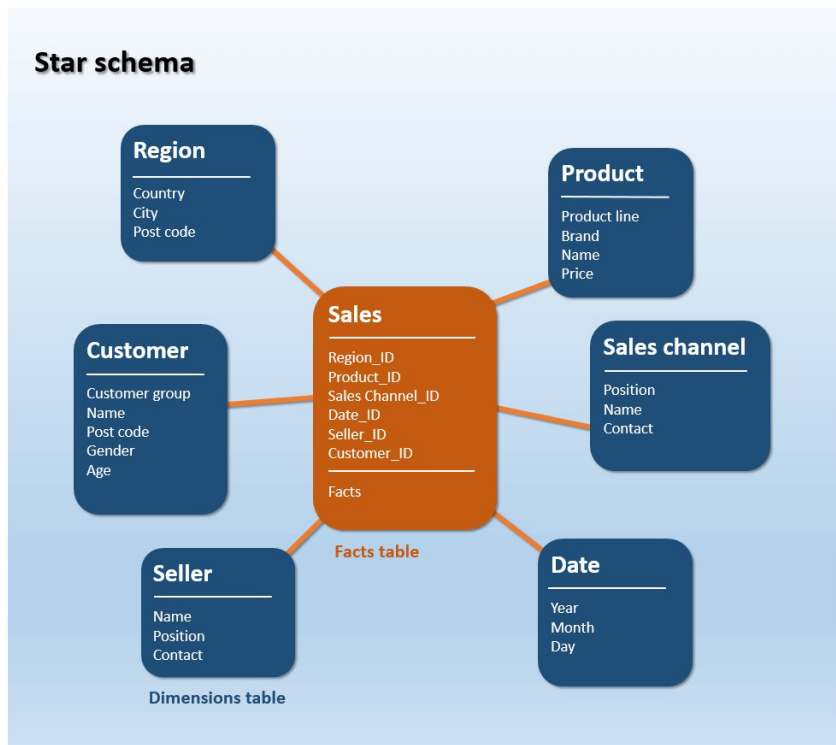 Star schema
Region
Country
City
Post code
Product
Product line
Brand
Name
Price
Sales
Region_ID
Product_ID
Sales Channel_ID
Date_ID
Seller_ID
Customer_ID
Facts
Facts table
Customer
Customer group
Name
Post code
Gender
Age
Sales channel
Position
Name
Contact
Seller
Name
Position
Contact
Dimensions table
Date
Year
Month
Day